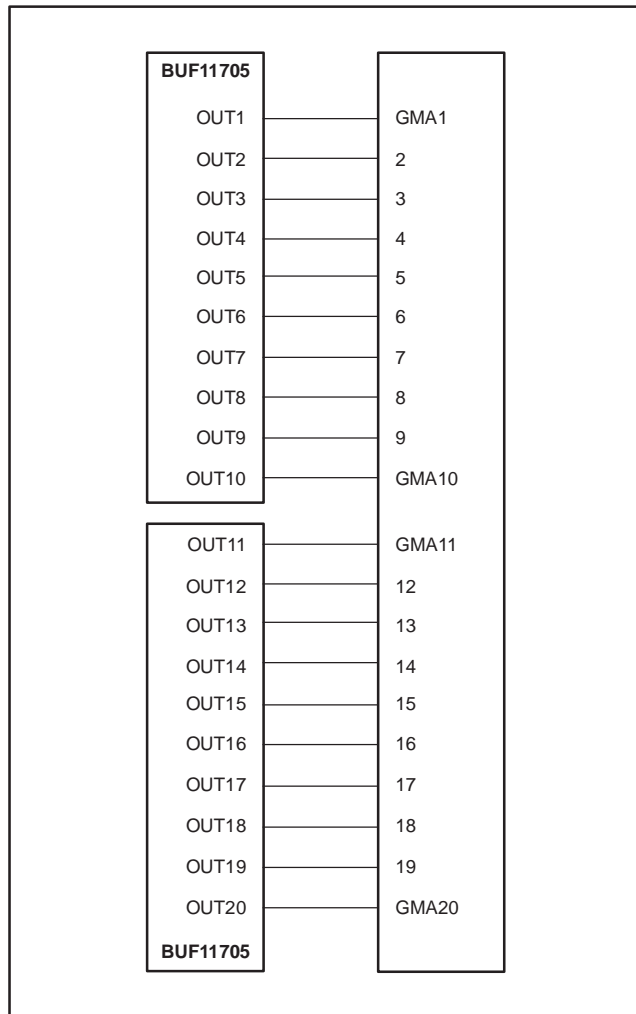 BUF11705
OUT1 GMA1
OUT2 2
OUT3 3
OUT4 4
OUT5 5
OUT6 6
OUT7 7
OUT8 8
OUT9 9
OUT10 GMA10
OUT11 GMA11
OUT12 12
OUT13 13
OUT14 14
OUT15 15
OUT16 16
OUT17 17
OUT18 18
OUT19 19
OUT20 GMA20
BUF11705